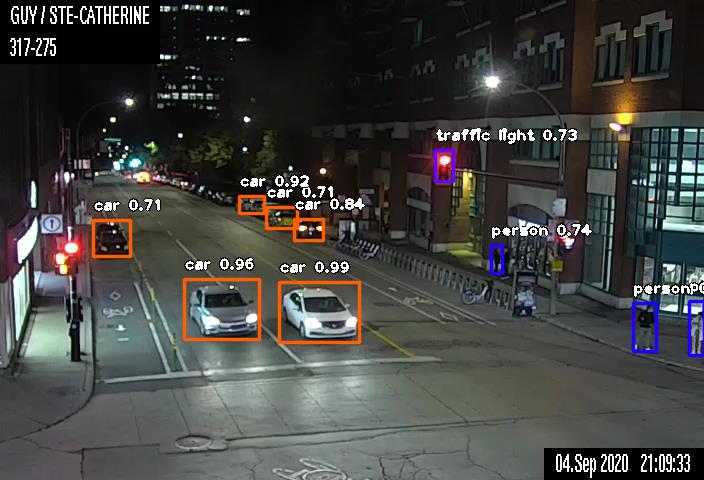 GUY / STE-CATHERINE
317-275
traffic light 0.73
car 0.92
car 0.71
car 0.84
car 0.71
person 0.74
car 0.96
car 0.99
person
04.Sep 2020 21:09:33